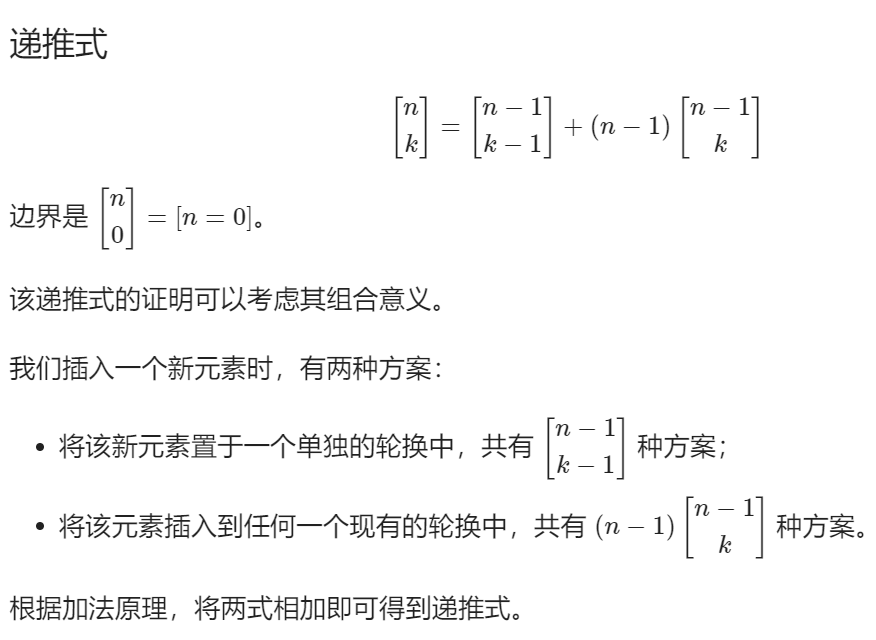 递推式
$$\begin{bmatrix} n \\ k \end{bmatrix} = \begin{bmatrix} n-1 \\ k-1 \end{bmatrix} + (n-1) \begin{bmatrix} n-1 \\ k \end{bmatrix}$$
边界是 $\begin{bmatrix} n \\ 0 \end{bmatrix} = [n=0]$。
该递推式的证明可以考虑其组合意义。
我们插入一个新元素时，有两种方案：
• 将该新元素置于一个单独的轮换中，共有 $\begin{bmatrix} n-1 \\ k-1 \end{bmatrix}$ 种方案；
• 将该元素插入到任何一个现有的轮换中，共有 $(n-1) \begin{bmatrix} n-1 \\ k \end{bmatrix}$ 种方案。
根据加法原理，将两式相加即可得到递推式。